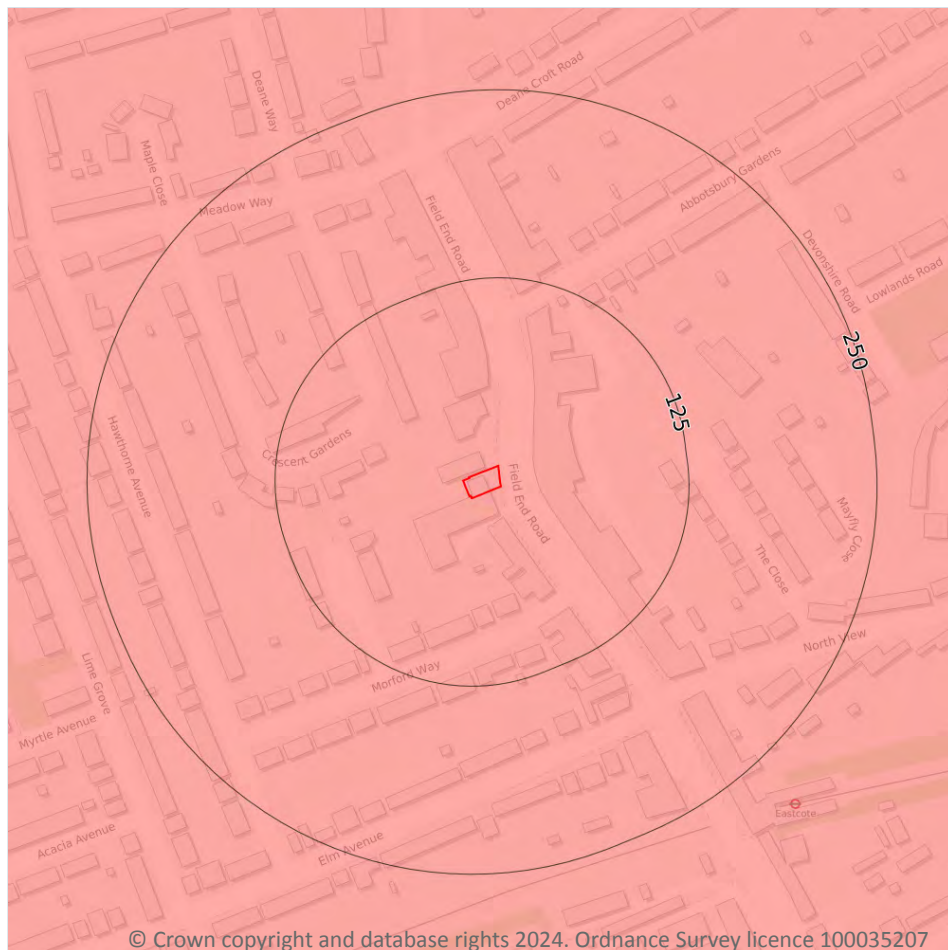 Deane Croft Road
Deane Way
Maple Close
Abbotsbury Gardens
Meadow Way
Field End Road
Devonshire Road
Lowlands Road
250
125
Hawthorne Avenue
Crescent Gardens
Field End Road
Mayfly Close
The Close
North View
Lime Grove
Morford Way
Myrtle Avenue
Eastcote
Acacia Avenue
Elm Avenue
© Crown copyright and database rights 2024. Ordnance Survey licence 100035207